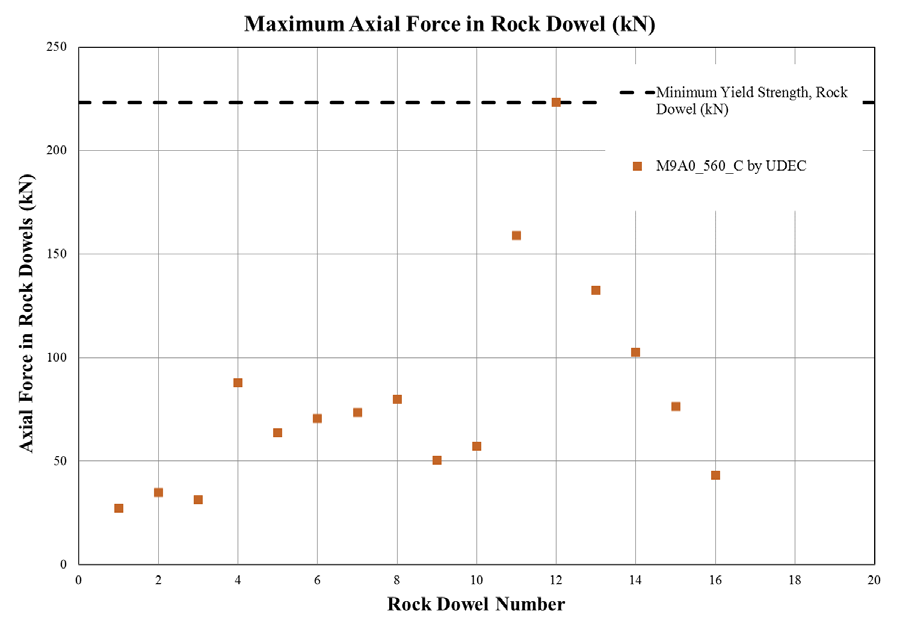 Maximum Axial Force in Rock Dowel (kN)
250
200
150
100
50
0
Axial Force in Rock Dowels (kN)
Minimum Yield Strength, Rock
Dowel (kN)
M9A0_560_C by UDEC
0 2 4 6 8 10 12 14 16 18 20
Rock Dowel Number